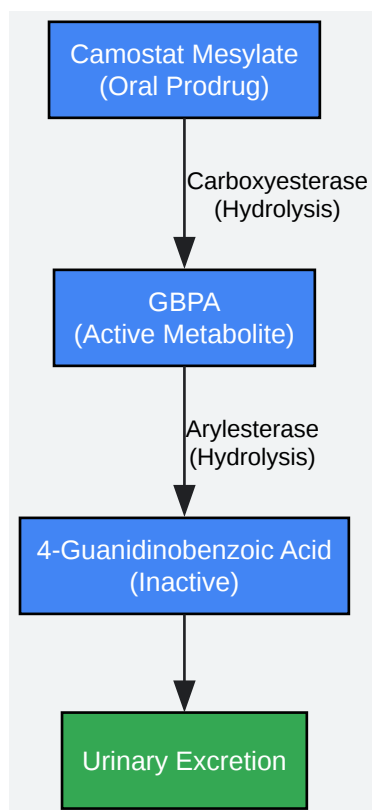 Camostat Mesylate
(Oral Prodrug)
Carboxyesterase
(Hydrolysis)
GBPA
(Active Metabolite)
Arylesterase
(Hydrolysis)
4-Guanidinobenzoic Acid
(Inactive)
Urinary Excretion